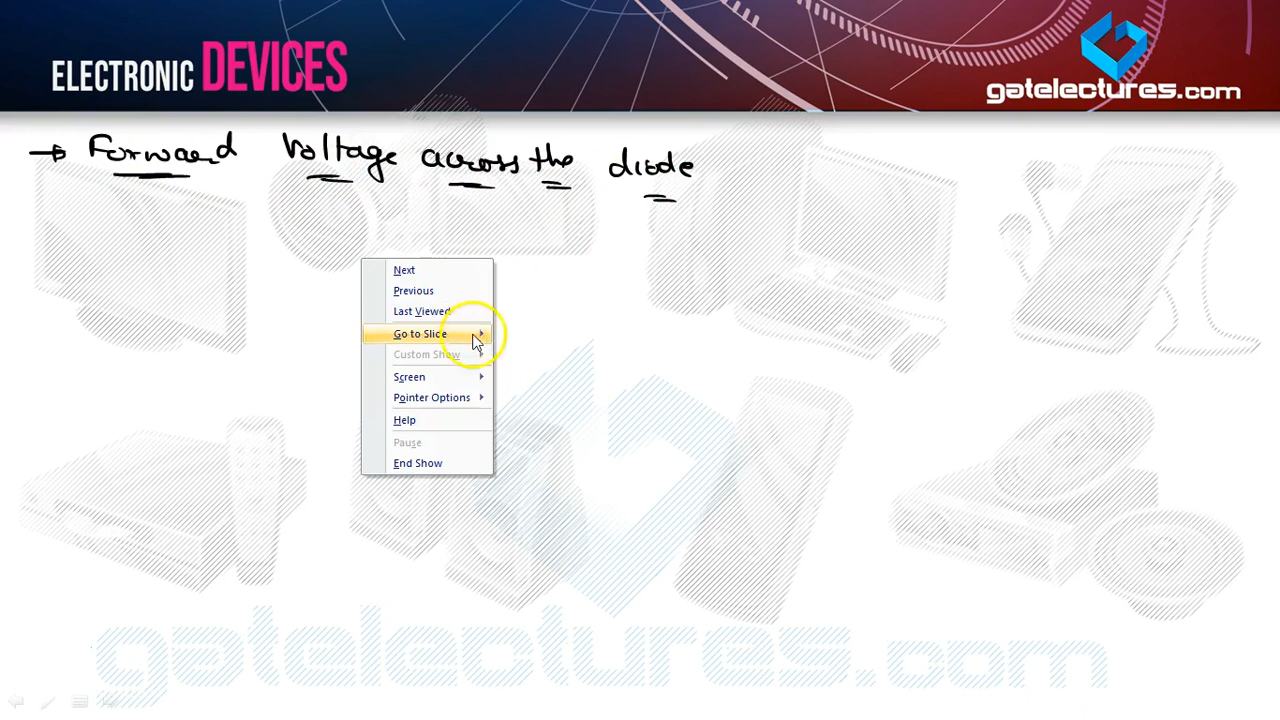 ELECTRONIC DEVICES
gatelectures.com
→ Forward Voltage across the diode
Next
Previous
Last Viewed
Go to Slide
Custom Show
Screen
Pointer Options
Help
Pause
End Show
gatelectures.com